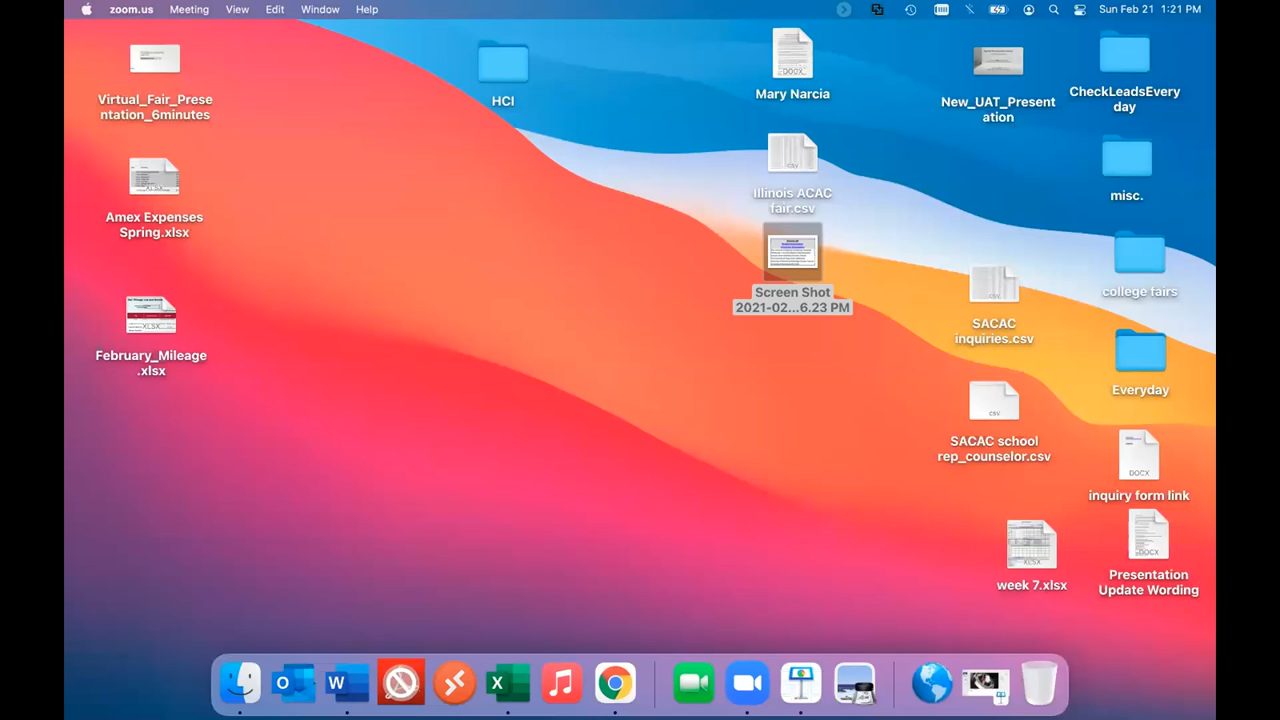 zoom.us Meeting View Edit Window Help Sun Feb 21 1:21 PM
Virtual_Fair_Prese
ntation_6minutes
HCI
DOCX
Mary Narcia
New_UAT_Present
ation
CheckLeadsEvery
day
XLSX
Amex Expenses
Spring.xlsx
CSV
Illinois ACAC
fair.csv
misc.
Screen Shot
2021-02...6.23 PM
CSV
SACAC
inquiries.csv
college fairs
XLSX
February_Mileage
.xlsx
Everyday
CSV
SACAC school
rep_counselor.csv
DOCX
inquiry form link
XLSX
week 7.xlsx
DOCX
Presentation
Update Wording
O
W
X